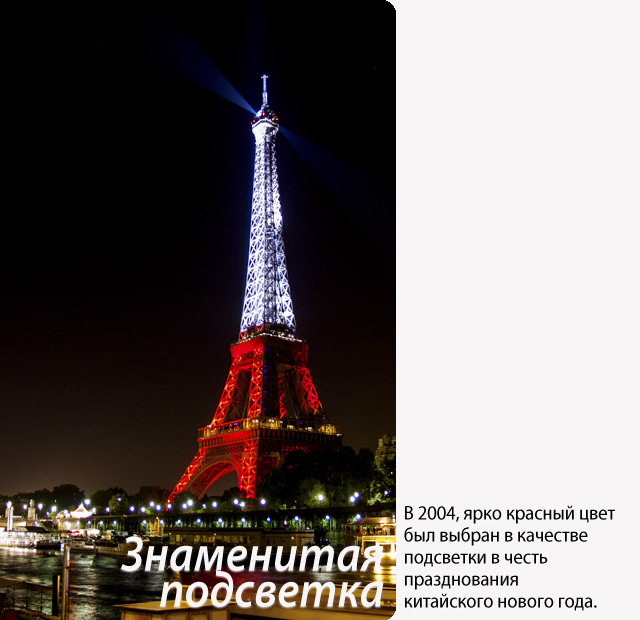 Знаменитая
подсветка
В 2004, ярко красный цвет
был выбран в качестве
подсветки в честь
празднования
китайского нового года.